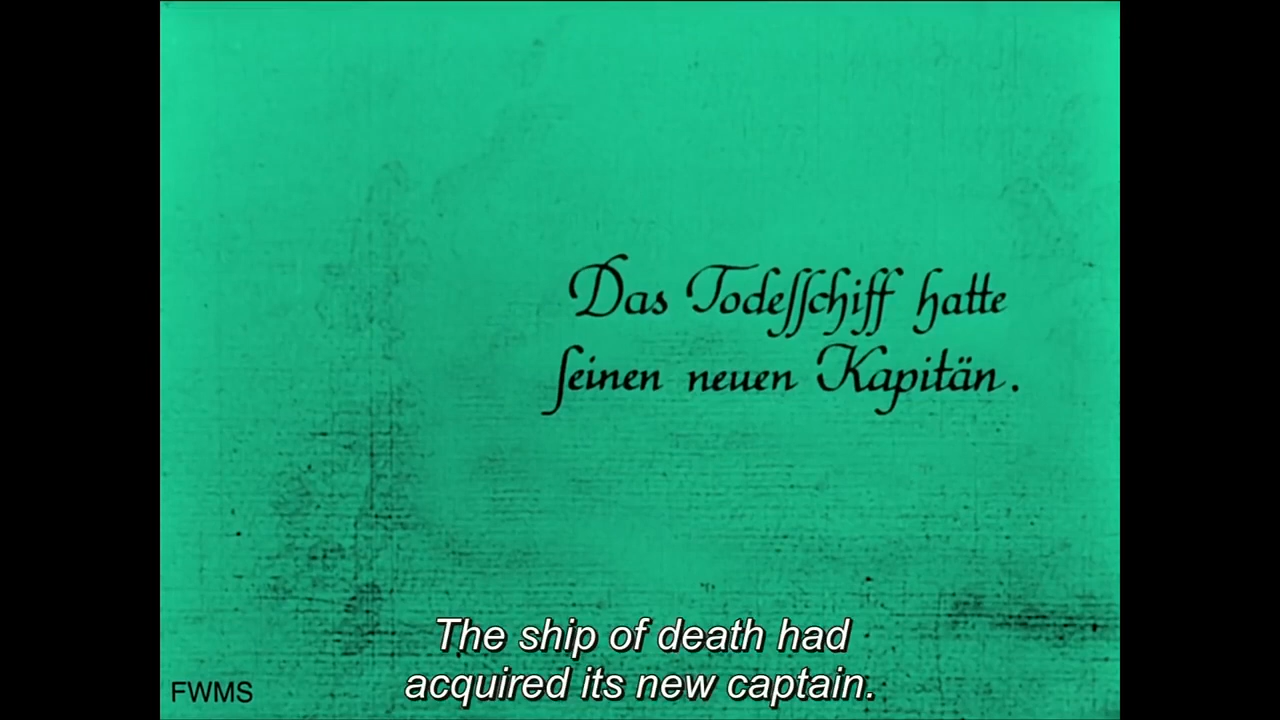 Das Todeſſchiff hatte
ſeinen neuen Kapitän.
The ship of death had
acquired its new captain.
FWMS